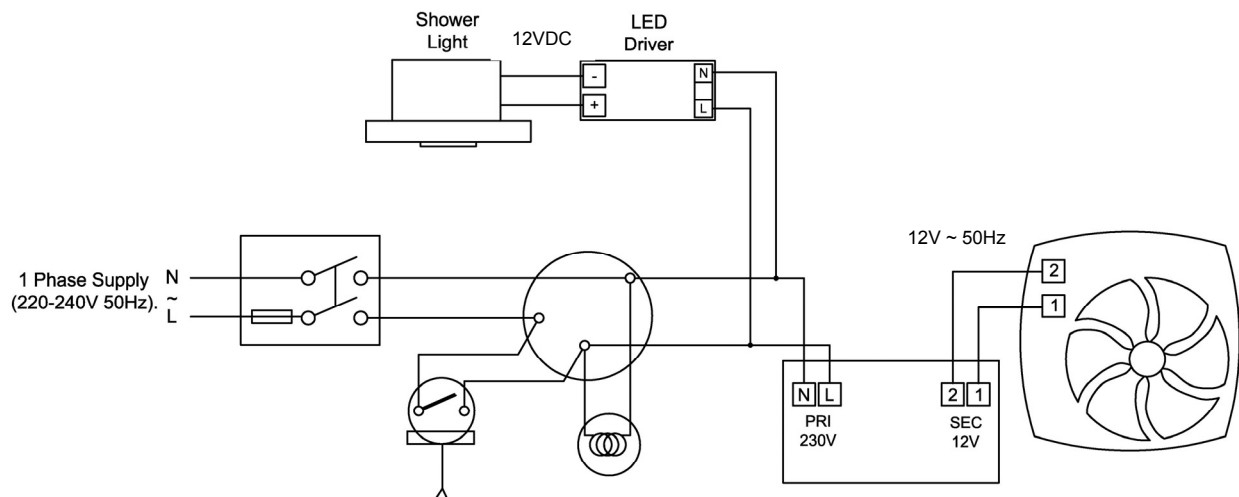 Shower
Light
12VDC
LED
Driver
-
+
N
L
1 Phase Supply
(220-240V 50Hz).
N
~
L
12V ~ 50Hz
2
1
N L
PRI
230V
2 1
SEC
12V